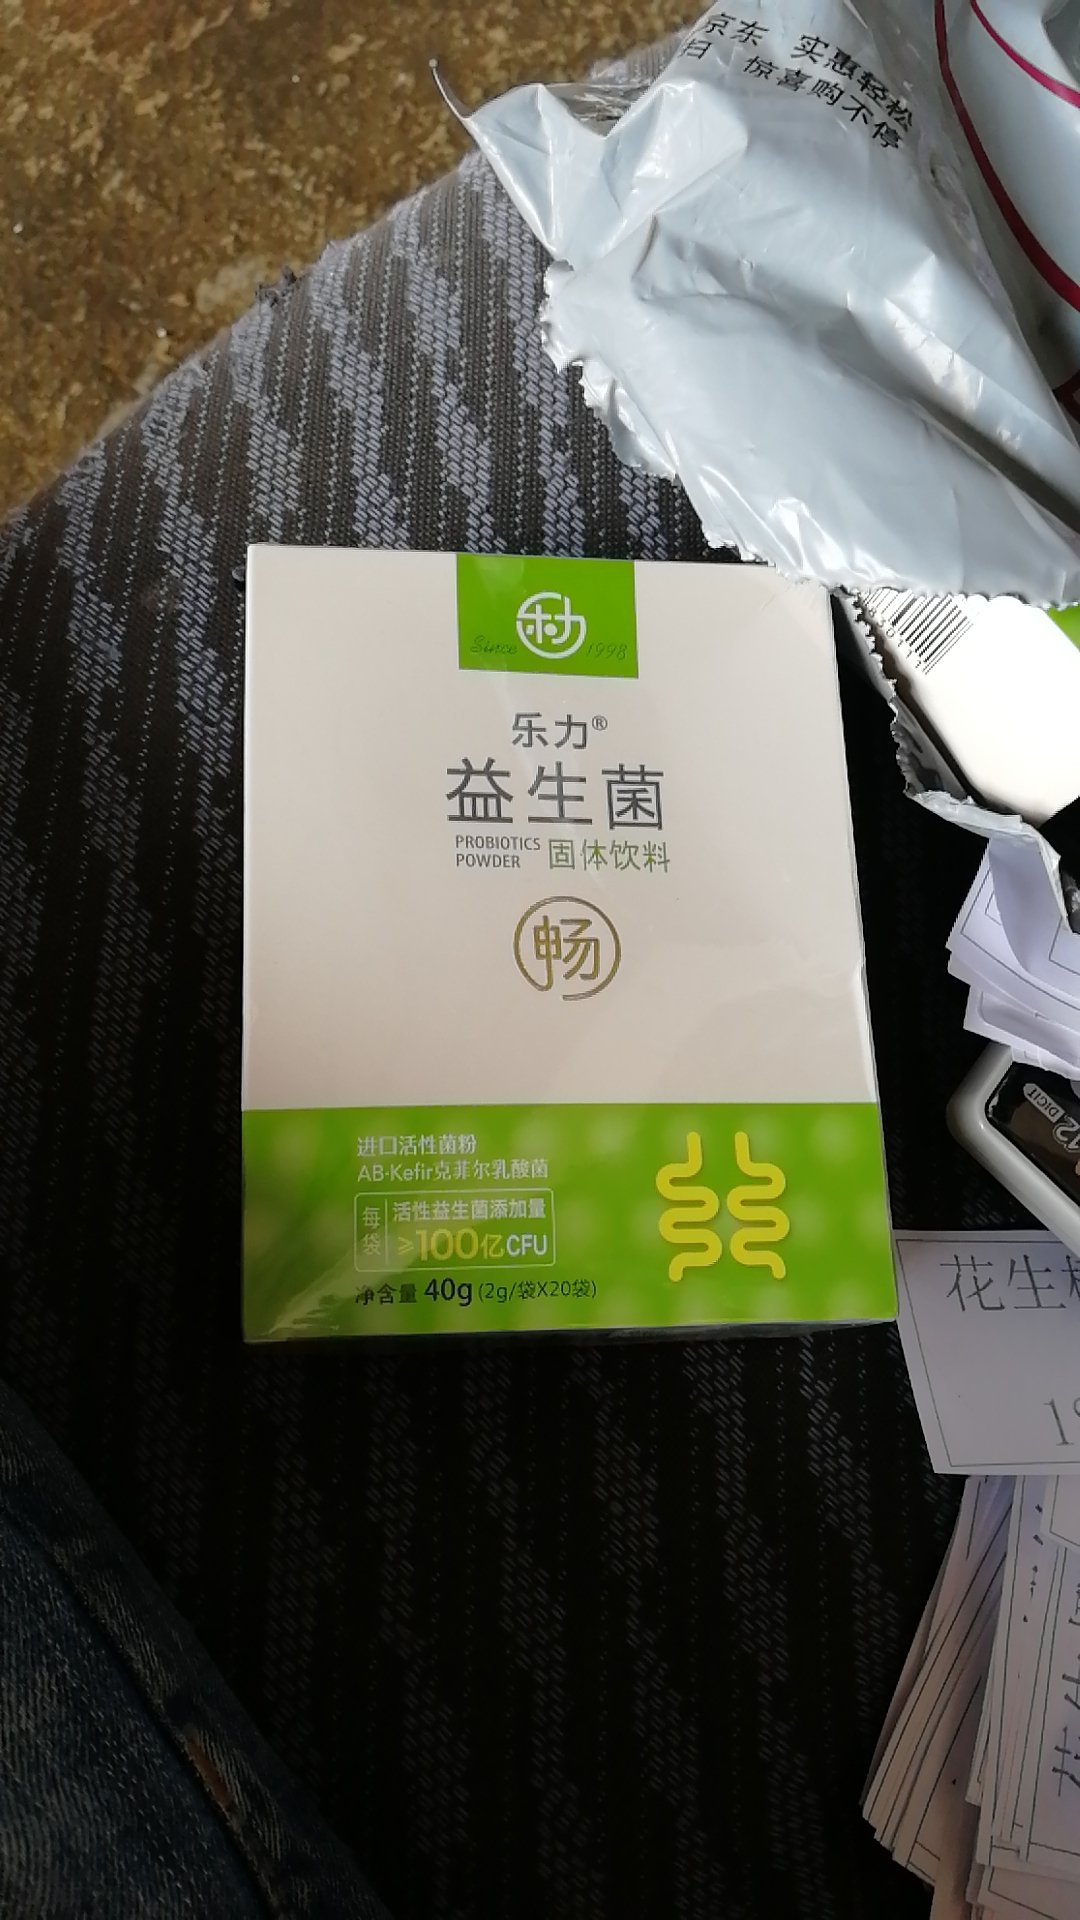 京东 实惠轻松
扫 惊喜购不停
Since 1998
乐力®
益生菌
PROBIOTICS
POWDER
固体饮料
畅
进口活性菌粉
AB-Kefir克菲尔乳酸菌
每袋
活性益生菌添加量
≥100亿CFU
净含量 40g (2g/袋X20袋)
12 DIGIT
花生